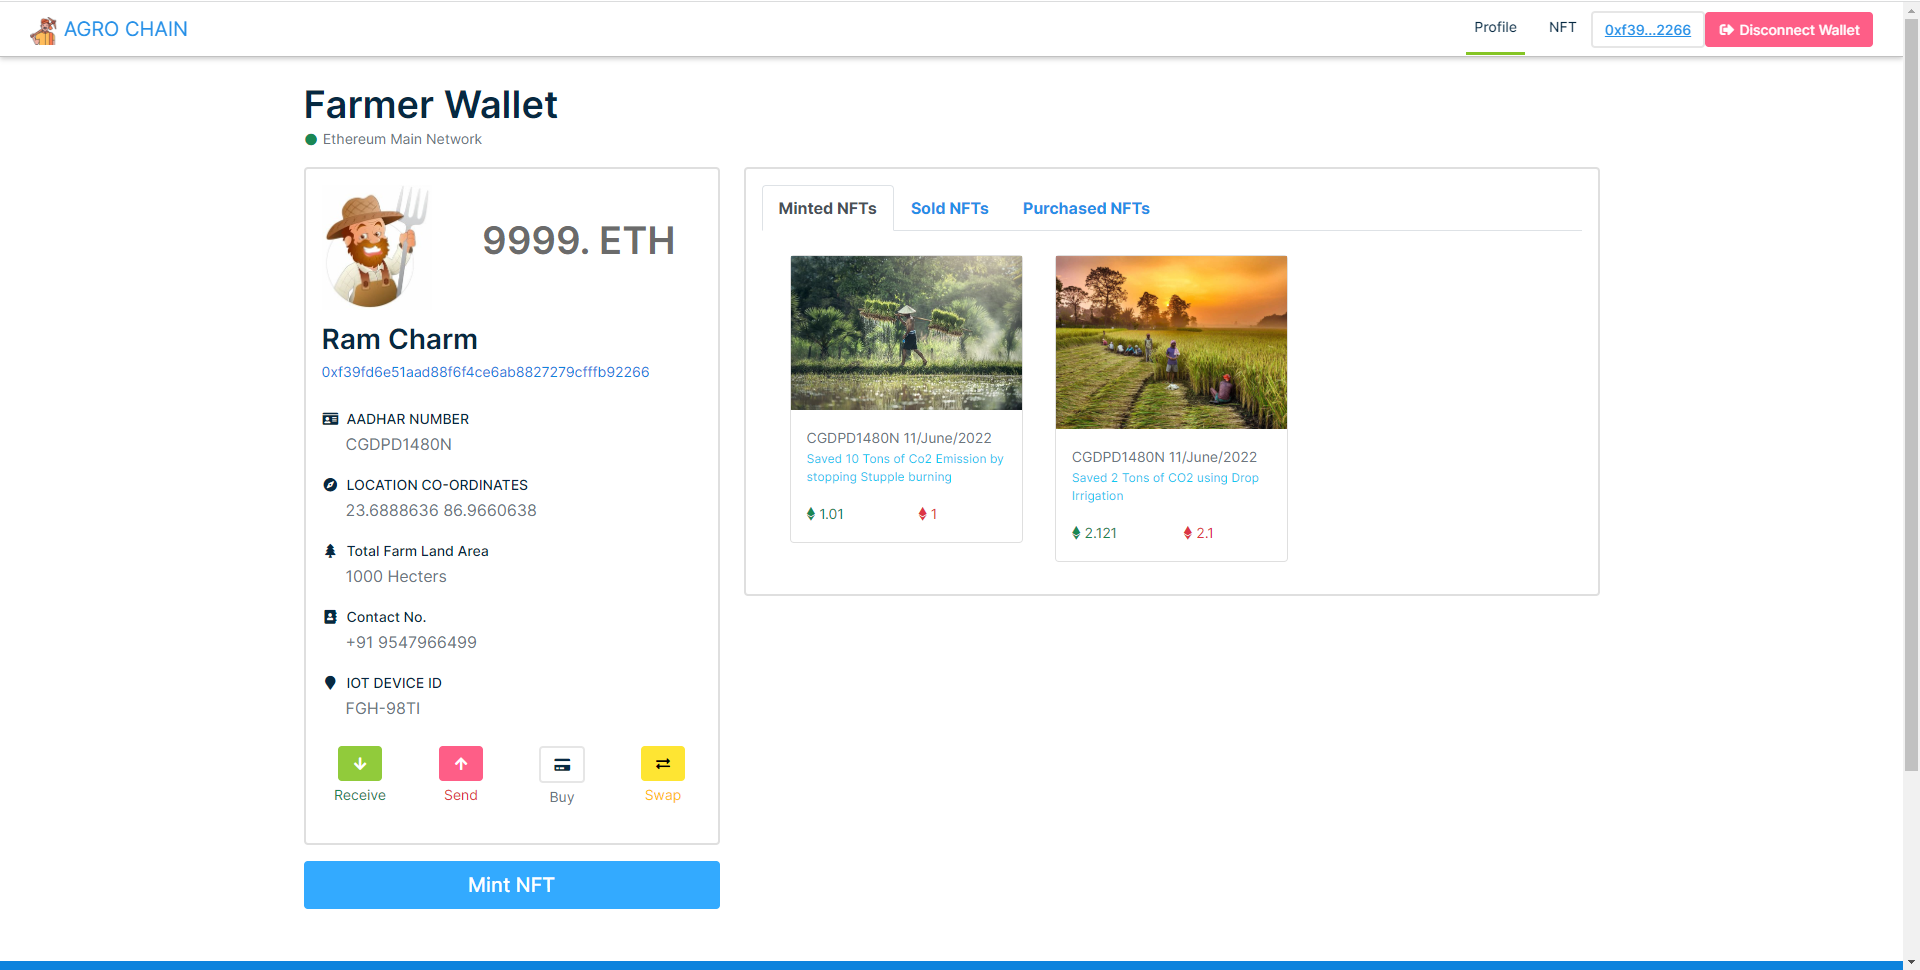 AGRO CHAIN
Profile
NFT
0xf39...2266
Disconnect Wallet
Farmer Wallet
Ethereum Main Network
9999. ETH
Ram Charm
0xf39fd6e51aad88f6f4ce6ab8827279cfffb92266
AADHAR NUMBER
CGDPD1480N
LOCATION CO-ORDINATES
23.6888636 86.9660638
Total Farm Land Area
1000 Hecters
Contact No.
+91 9547966499
IOT DEVICE ID
FGH-98TI
Receive
Send
Buy
Swap
Mint NFT
Minted NFTs
Sold NFTs
Purchased NFTs
CGDPD1480N 11/June/2022
Saved 10 Tons of Co2 Emission by
stopping Stupple burning
1.01
1
CGDPD1480N 11/June/2022
Saved 2 Tons of CO2 using Drop
Irrigation
2.121
2.1